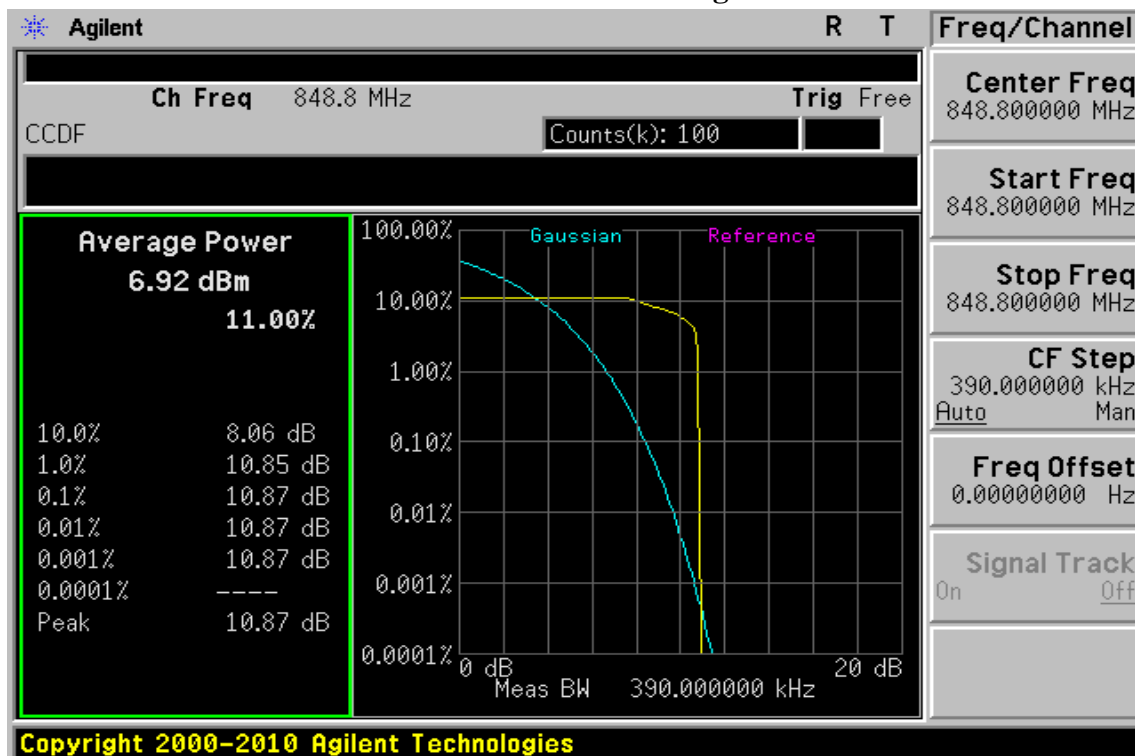 Agilent R T Freq/Channel
Ch Freq 848.8 MHz Trig Free
CCDF Counts(k): 100
Center Freq
848.800000 MHz
Start Freq
848.800000 MHz
Stop Freq
848.800000 MHz
CF Step
390.000000 kHz
Auto Man
Freq Offset
0.00000000 Hz
Signal Track
On Off
Average Power
6.92 dBm
11.00%
10.0% 8.06 dB
1.0% 10.85 dB
0.1% 10.87 dB
0.01% 10.87 dB
0.001% 10.87 dB
0.0001% ----
Peak 10.87 dB
Gaussian Reference
100.00%
10.00%
1.00%
0.10%
0.01%
0.001%
0.0001%
0 dB 20 dB
Meas BW 390.000000 kHz
Copyright 2000-2010 Agilent Technologies